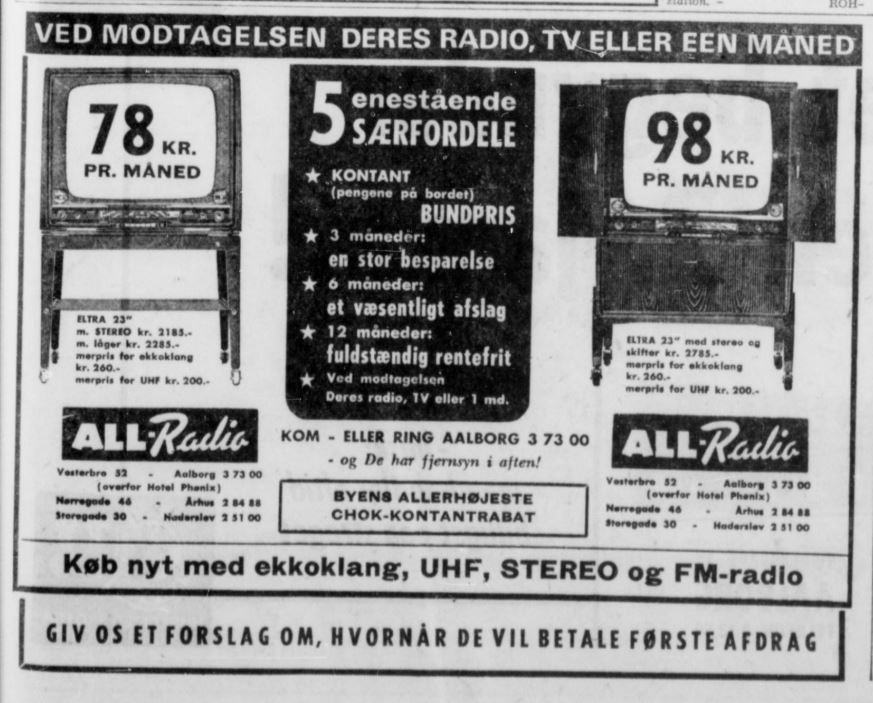 station. -
ROH-
VED MODTAGELSEN DERES RADIO, TV ELLER EEN MÅNED
78 KR.
PR. MÅNED
ELTRA 23"
m. STEREO kr. 2185.-
m. låger kr. 2285.-
merpris for ekkoklang
kr. 260.-
merpris for UHF kr. 200.-
ALL-Radio
Vesterbro 52 - Aalborg 3 73 00
(overfor Hotel Phønix)
Nørregade 46 - Århus 2 84 88
Storegade 30 - Haderslev 2 51 00
5 enestående
SÆRFORDELE
★ KONTANT
(pengene på bordet)
BUNDPRIS
★ 3 måneder:
en stor besparelse
★ 6 måneder:
et væsentligt afslag
★ 12 måneder:
fuldstændig rentefrit
★ Ved modtagelsen
Deres radio, TV eller 1 md.
KOM - ELLER RING AALBORG 3 73 00
- og De har fjernsyn i aften!
BYENS ALLERHØJESTE
CHOK-KONTANTRABAT
98 KR.
PR. MÅNED
ELTRA 23" med stereo og
skifter kr. 2785.-
merpris for ekkoklang
kr. 260.-
merpris for UHF kr. 200.-
ALL-Radio
Vesterbro 52 - Aalborg 3 73 00
(overfor Hotel Phønix)
Nørregade 46 - Århus 2 84 88
Storegade 30 - Haderslev 2 51 00
Køb nyt med ekkoklang, UHF, STEREO og FM-radio
GIV OS ET FORSLAG OM, HVORNÅR DE VIL BETALE FØRSTE AFDRAG